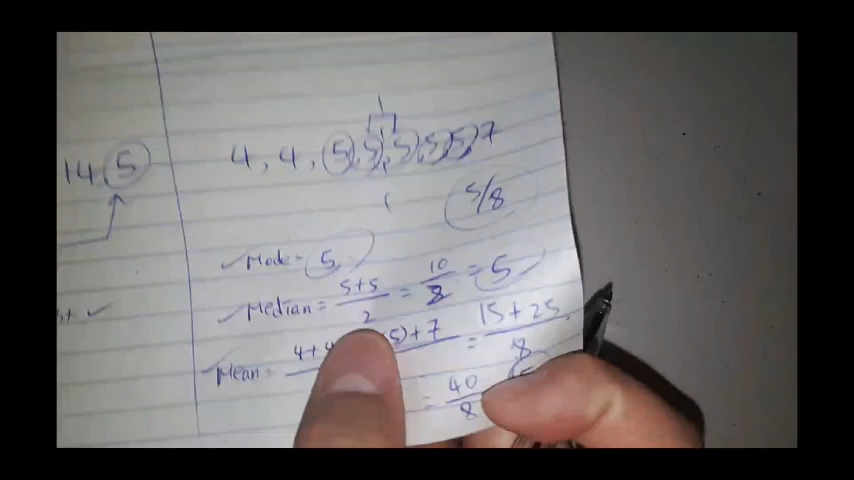 14 5
4, 4, 5, 5, 5, 5, 5, 7
5/8
✓ Mode = 5
✓ Median = 5+5/2 = 10/2 = 5
✓ Mean = 4+4 (5)+7 = 15+25/8
= 40/8